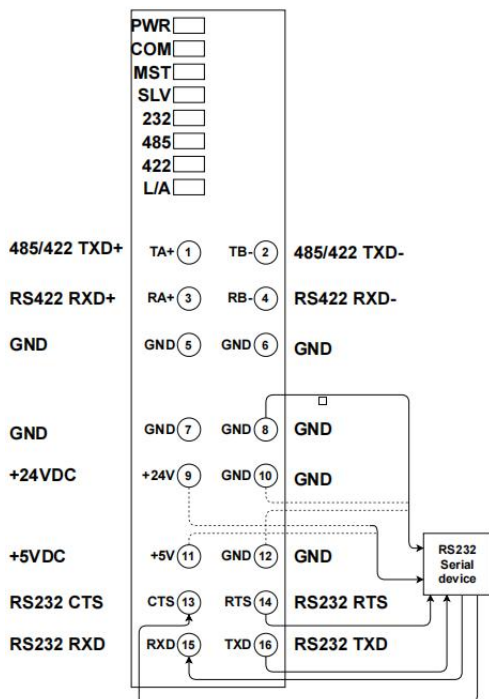 PWR
COM
MST
SLV
232
485
422
L/A
485/422 TXD+ TA+ 1 TB- 2 485/422 TXD-
RS422 RXD+ RA+ 3 RB- 4 RS422 RXD-
GND GND 5 GND 6 GND
GND GND 7 GND 8 GND
+24VDC +24V 9 GND 10 GND
+5VDC +5V 11 GND 12 GND
RS232
Serial
device
RS232 CTS CTS 13 RTS 14 RS232 RTS
RS232 RXD RXD 15 TXD 16 RS232 TXD